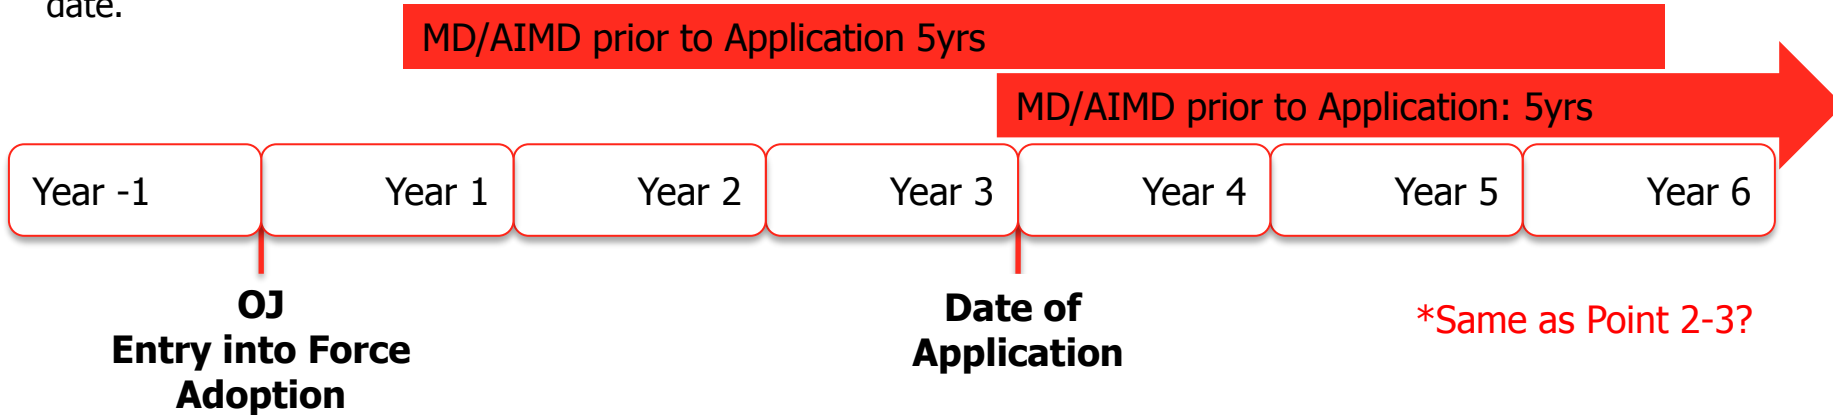 date.
MD/AIMD prior to Application 5yrs
MD/AIMD prior to Application: 5yrs
Year -1
Year 1
Year 2
Year 3
Year 4
Year 5
Year 6
OJ
Entry into Force
Adoption
Date of
Application
*Same as Point 2-3?